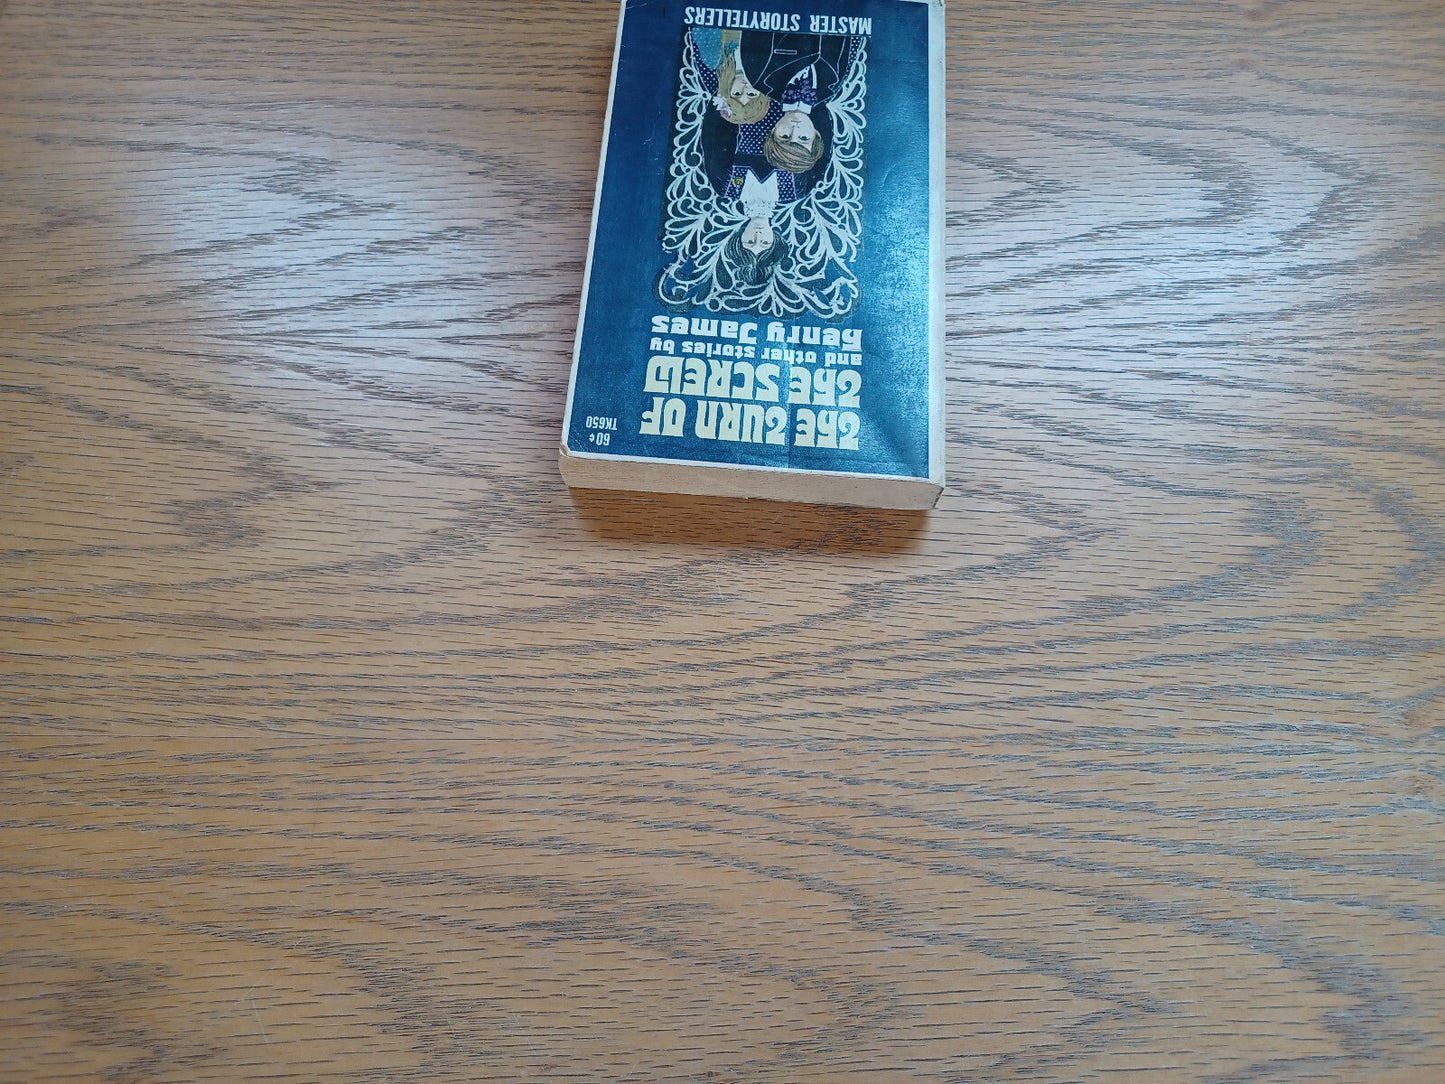 60¢
TK650
The Turn of
The Screw
and other stories by
Henry James
MASTER STORYTELLERS